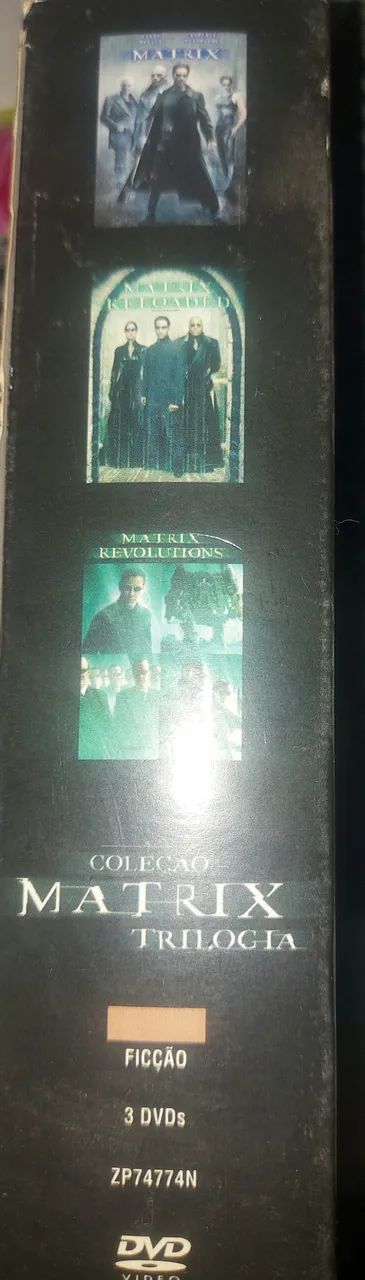 MATRIX
MATRIX
RELOADED
MATRIX
REVOLUTIONS
COLEÇÃO
MATRIX
TRILOGIA
FICÇÃO
3 DVDs
ZP74774N
DVD
VIDEO